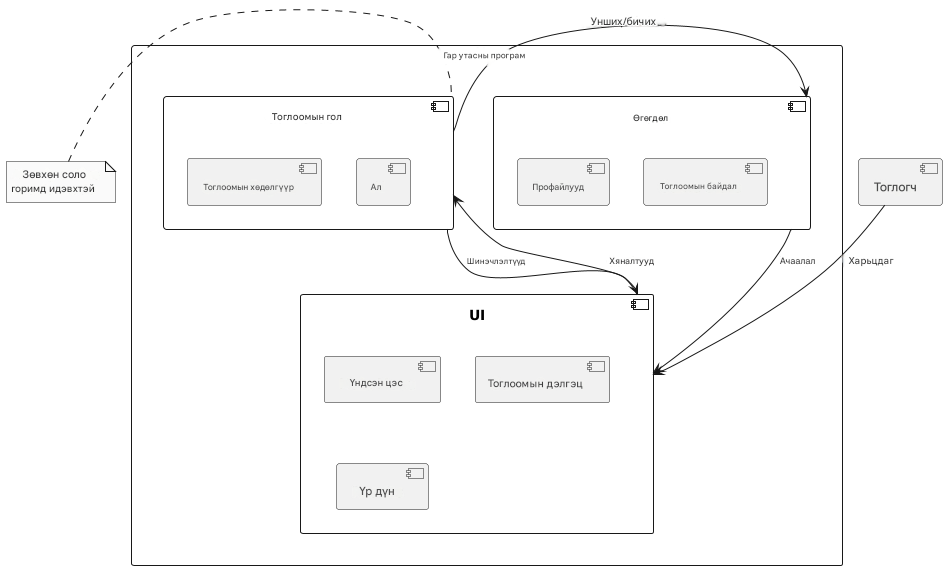 Унших/бичих
Гар утасны програм
Тоглоомын гол
Өгөгдөл
Зөвхөн соло
горимд идэвхтэй
Тоглоомын хөдөлгүүр
Ал
Профайлууд
Тоглоомын байдал
Тоглогч
Шинэчлэлтүүд
Хяналтууд
Ачаалал
Харьцдаг
UI
Үндсэн цэс
Тоглоомын дэлгэц
Үр дүн